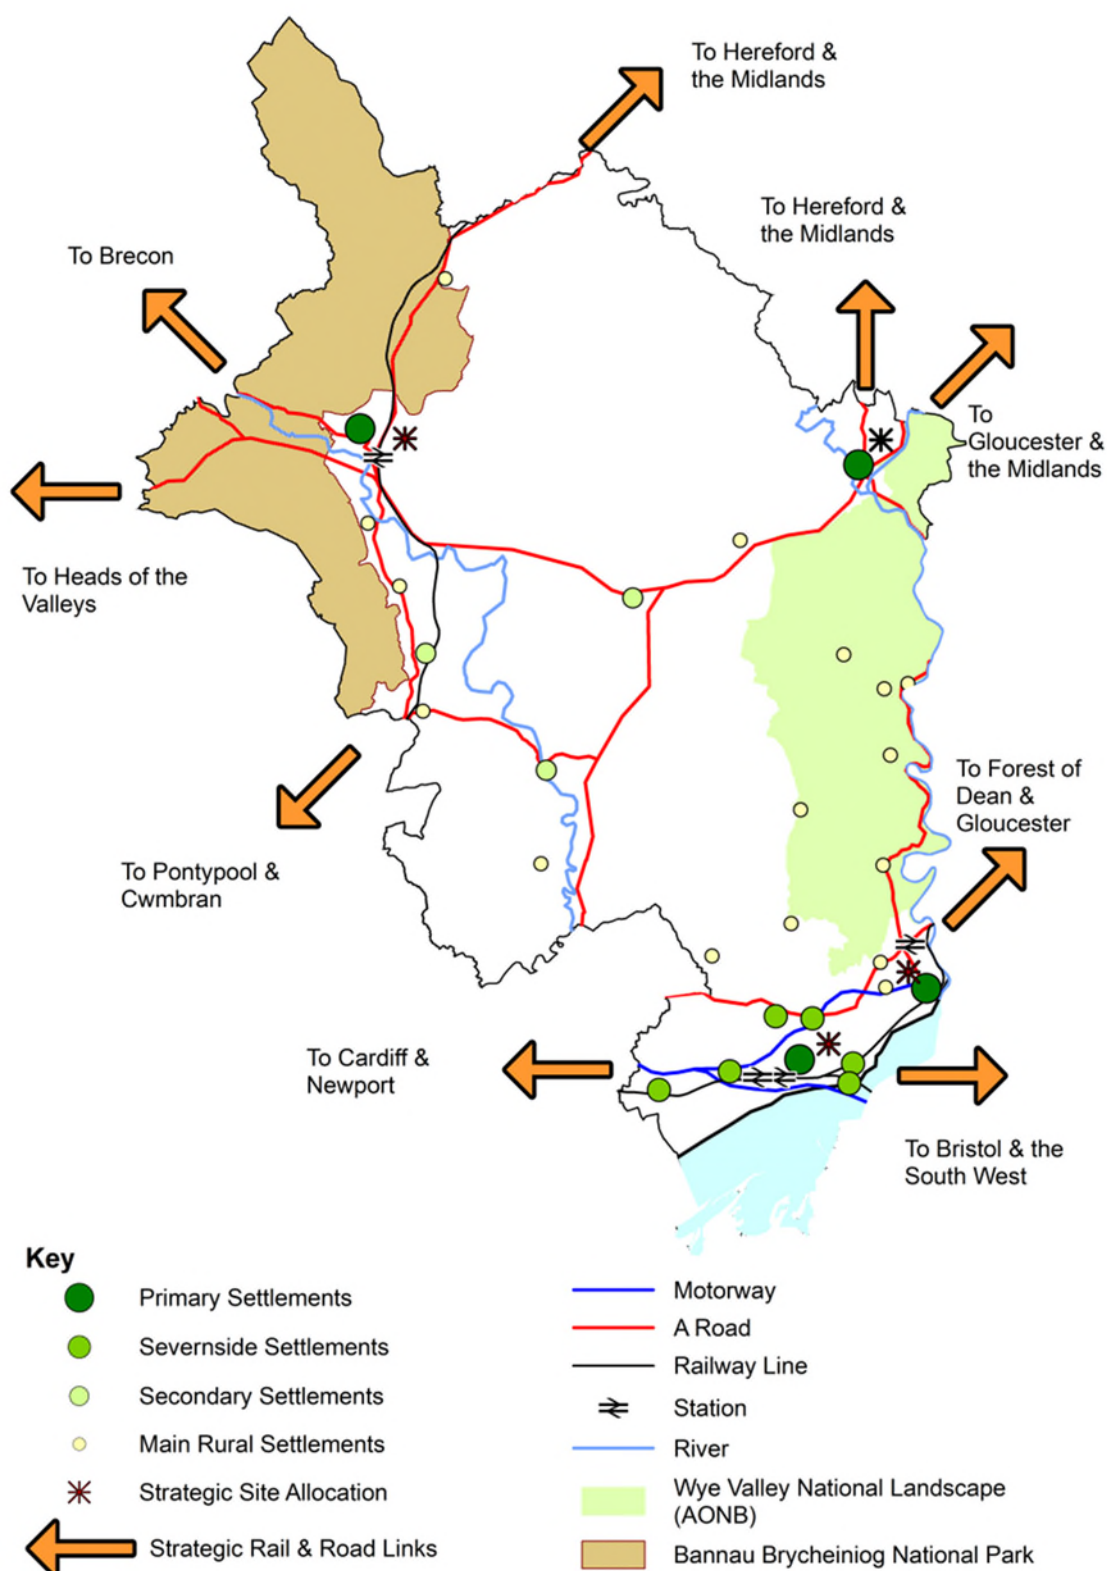 To Hereford &
the Midlands
To Hereford &
the Midlands
To Brecon
To
Gloucester &
the Midlands
To Heads of the
Valleys
To Forest of
Dean &
Gloucester
To Pontypool &
Cwmbran
To Cardiff &
Newport
To Bristol & the
South West
Key
Primary Settlements
Severnside Settlements
Secondary Settlements
Main Rural Settlements
Strategic Site Allocation
Strategic Rail & Road Links
Motorway
A Road
Railway Line
Station
River
Wye Valley National Landscape
(AONB)
Bannau Brycheiniog National Park